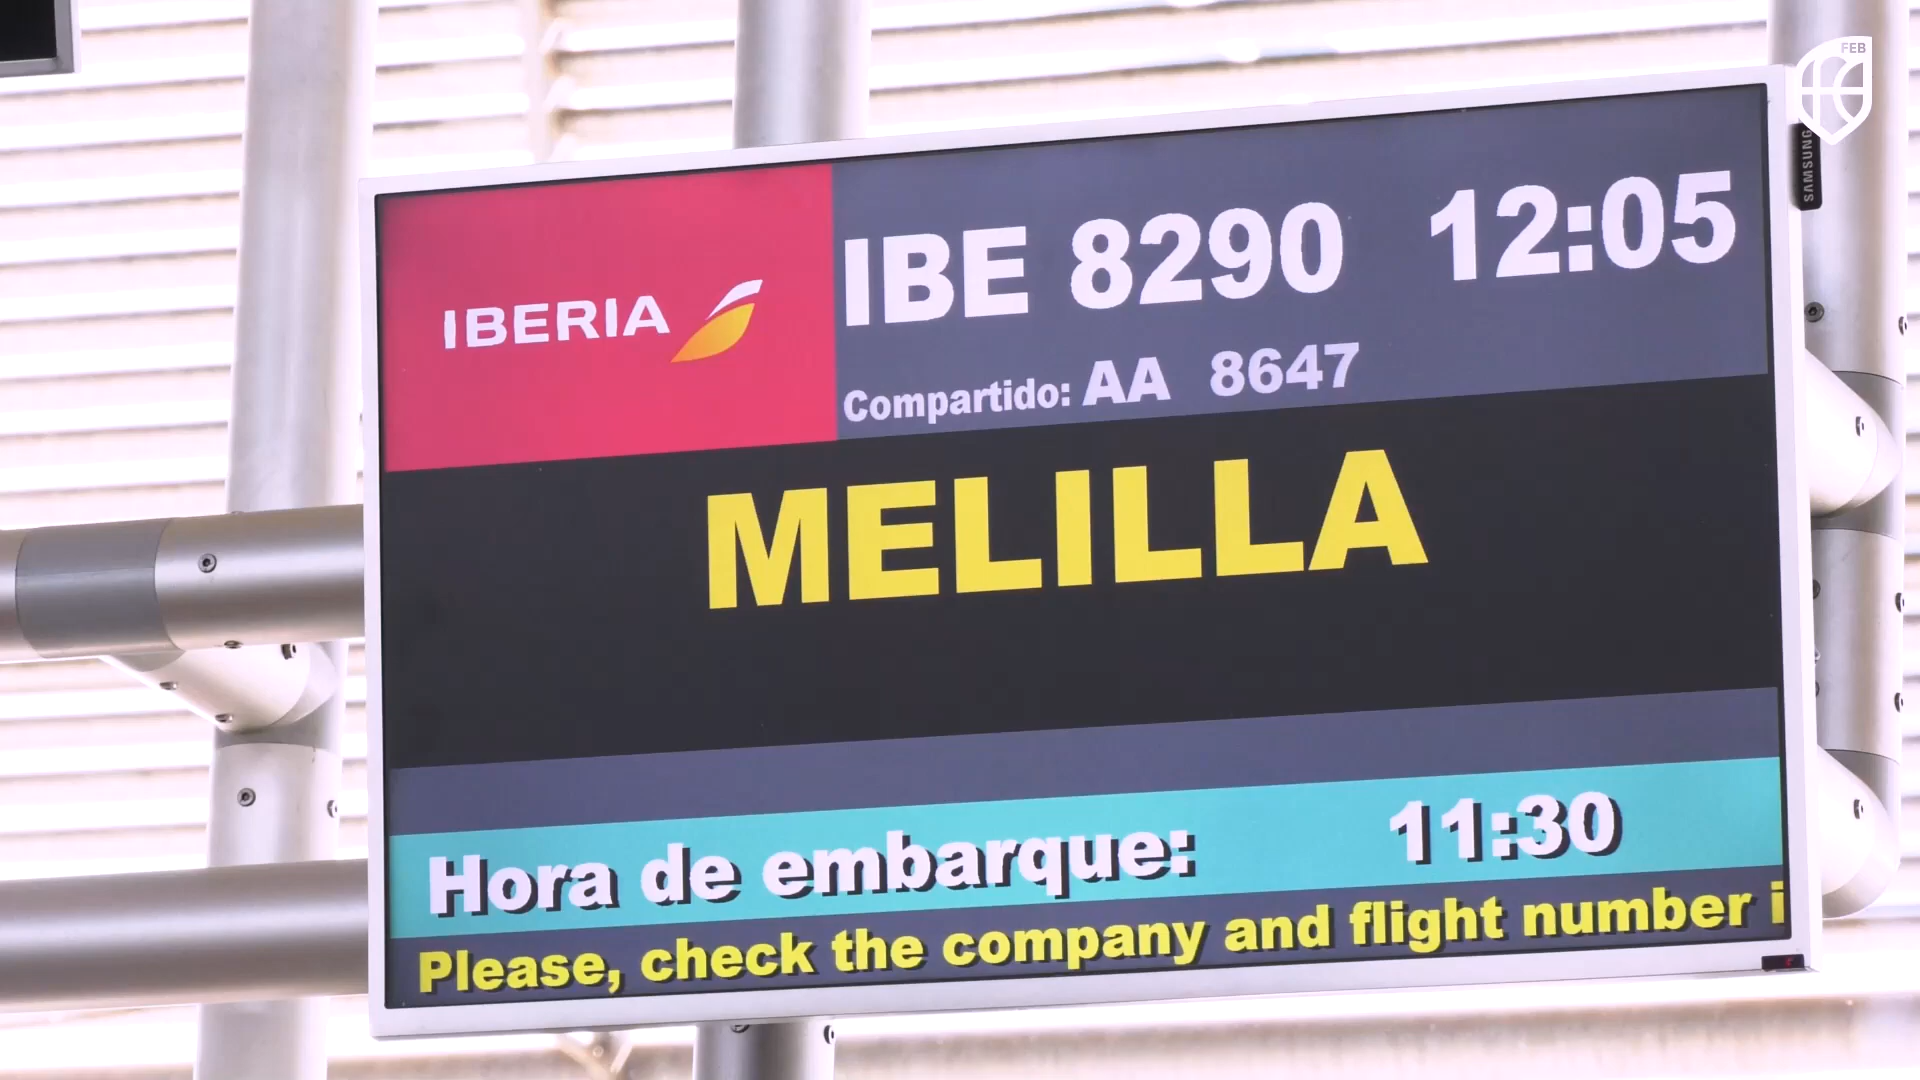 FEB
SAMSUNG
IBERIA
IBE 8290 12:05
Compartido: AA 8647
MELILLA
Hora de embarque: 11:30
Please, check the company and flight number i